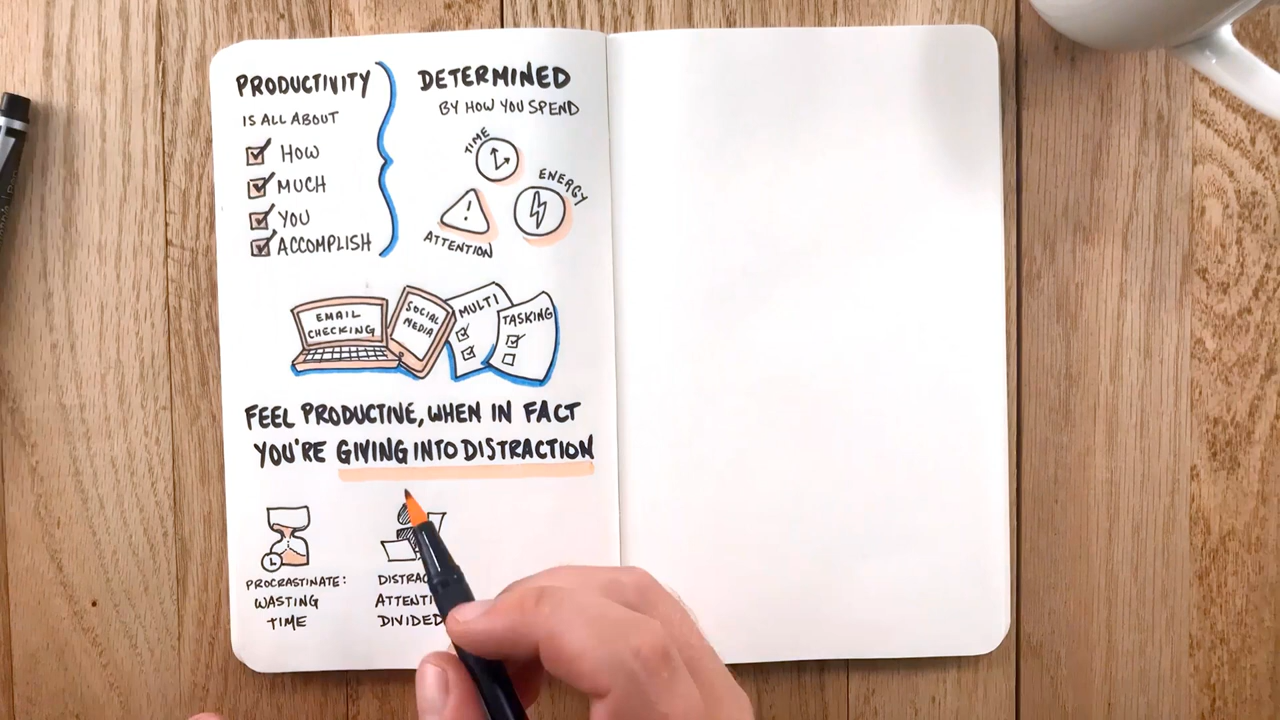 PRODUCTIVITY
IS ALL ABOUT
HOW
MUCH
YOU
ACCOMPLISH
DETERMINED
BY HOW YOU SPEND
TIME
ENERGY
ATTENTION
EMAIL
CHECKING
SOCIAL
MEDIA
MULTI
TASKING
FEEL PRODUCTIVE, WHEN IN FACT
YOU'RE GIVING INTO DISTRACTION
PROCRASTINATE:
WASTING
TIME
DIVIDED